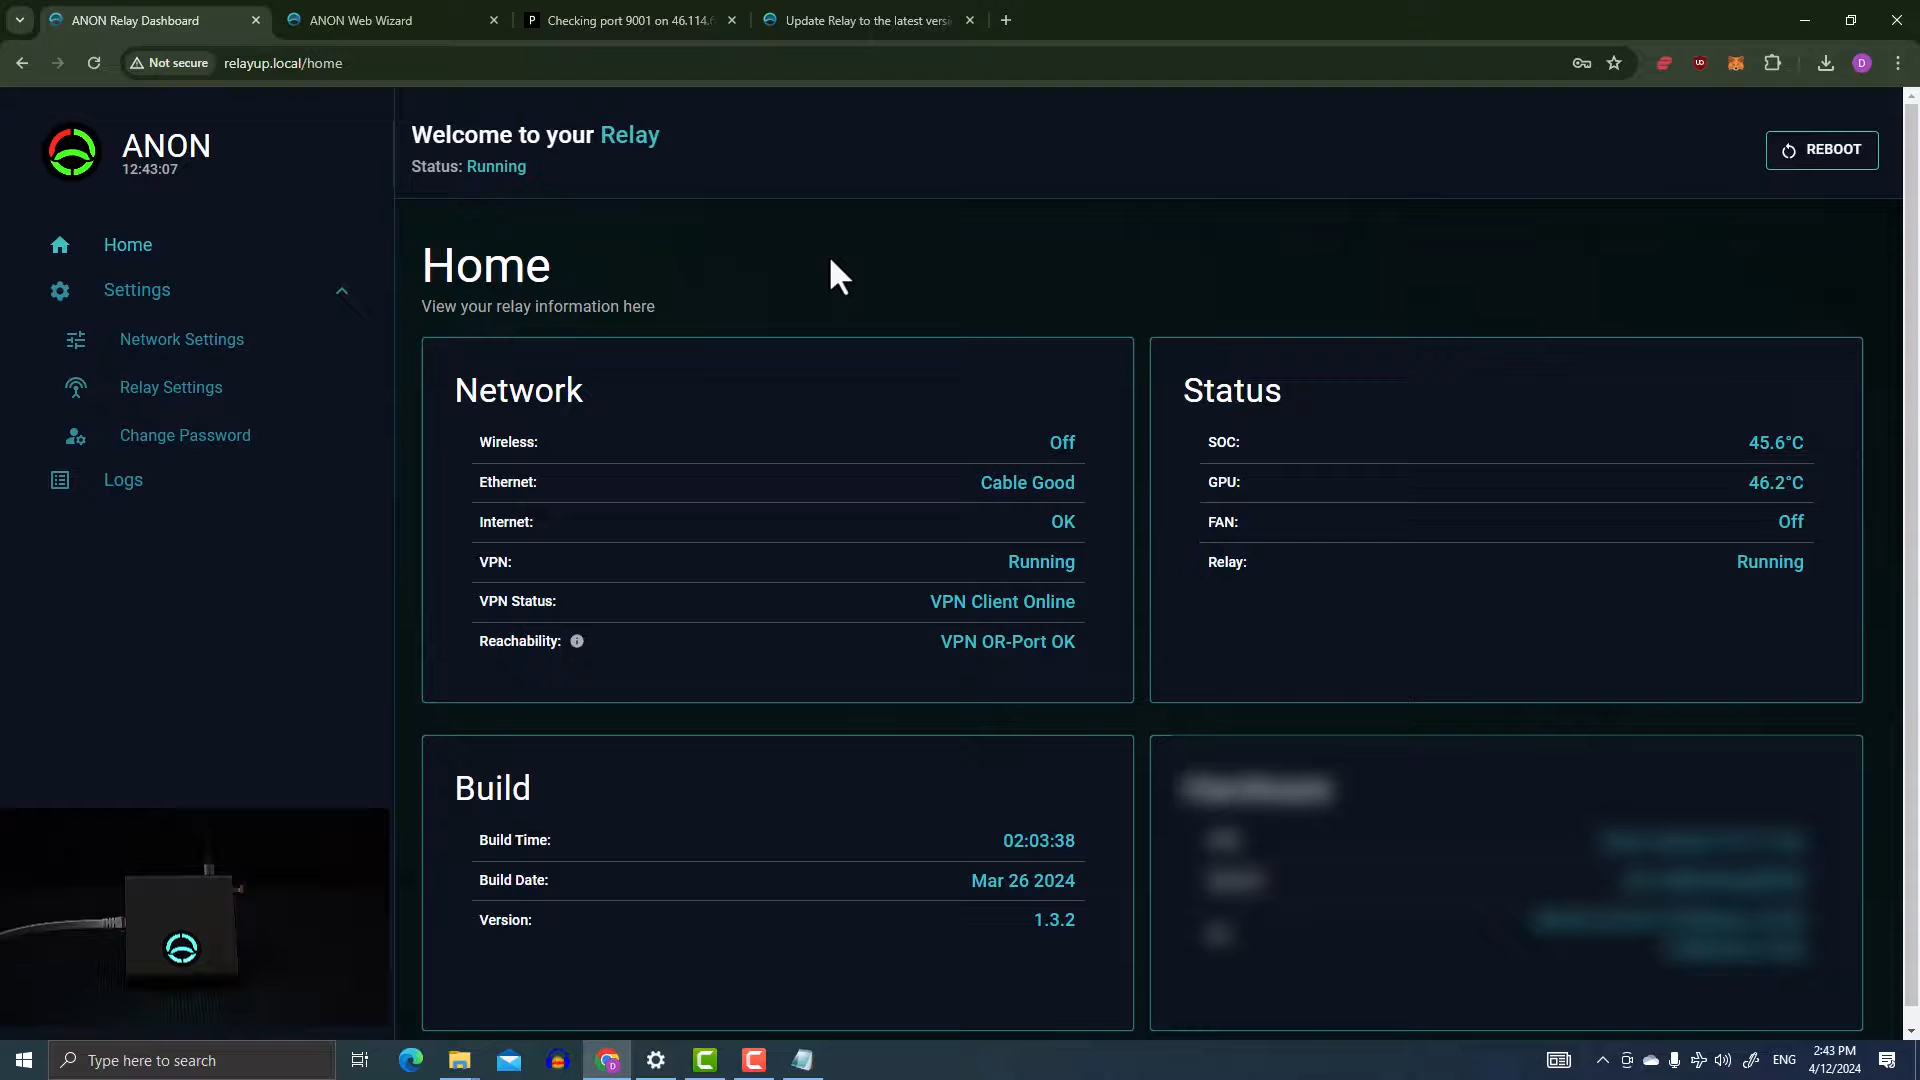 ANON Relay Dashboard
ANON Web Wizard
P
Checking port 9001 on 46.114.
Update Relay to the latest versi
Not secure
relayup.local/home
D
ANON
12:43:07
Home
Settings
Network Settings
Relay Settings
Change Password
Logs
Welcome to your Relay
Status: Running
REBOOT
Home
View your relay information here
Network
Wireless: Off
Ethernet: Cable Good
Internet: OK
VPN: Running
VPN Status: VPN Client Online
Reachability: VPN OR-Port OK
Status
SOC: 45.6°C
GPU: 46.2°C
FAN: Off
Relay: Running
Build
Build Time: 02:03:38
Build Date: Mar 26 2024
Version: 1.3.2
Type here to search
ENG
2:43 PM
4/12/2024